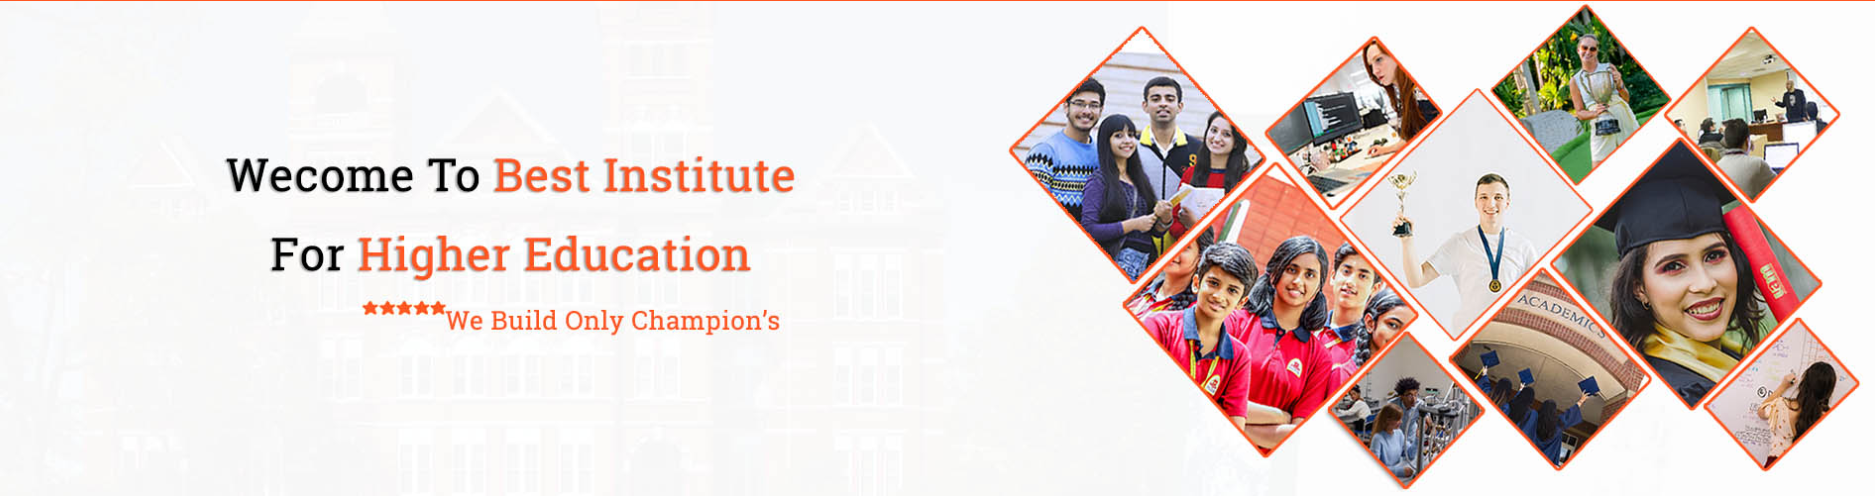 Wecome To Best Institute
For Higher Education
We Build Only Champion's
ACADEMICS